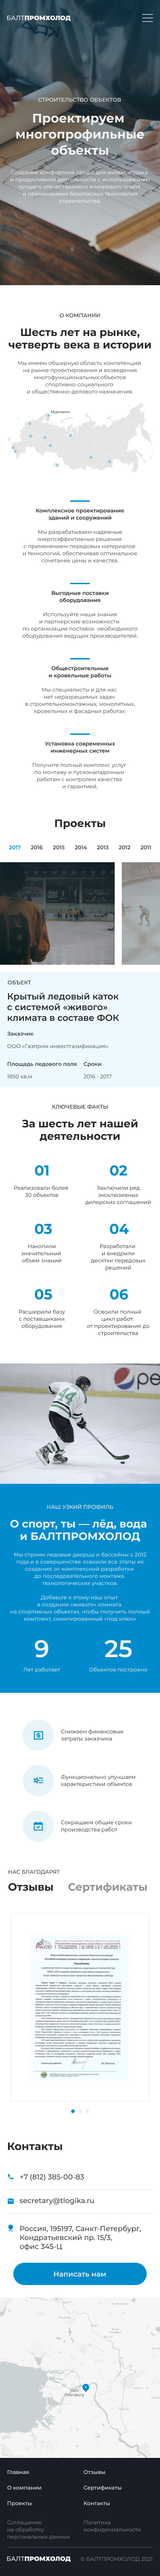 БАЛТПРОМХОЛОД
СТРОИТЕЛЬСТВО ОБЪЕКТОВ
Проектируем
многопрофильные
объекты
Создание комфортной среды для жизни, отдыха
и продуктивной деятельности с использованием
лучшего отечественного и мирового опыта
и применением безопасных технологий
строительства.
О КОМПАНИИ
Шесть лет на рынке,
четверть века в истории
Мы имеем обширную область компетенций
на рынке проектирования и возведения
многофункциональных объектов
спортивно-социального
и общественно-делового назначения.
Мурманск
Комплексное проектирование
зданий и сооружений
Мы разрабатываем надежные
энергоэффективные решения
с применением передовых материалов
и технологий, обеспечивая оптимальное
сочетание цены и качества.
Выгодные поставки
оборудования
Используйте наши знания
и партнерские возможности
по организации поставок необходимого
оборудования ведущих производителей.
Общестроительные
и кровельные работы
Мы специалисты и для нас
нет неразрешимых задач
в строительномонтажных, монолитных,
кровельных и фасадных работах.
Установка современных
инженерных систем
Получите полный комплекс услуг
по монтажу и пусконаладочным
работам с контролем качества
и гарантией.
Проекты
2017 2016 2015 2014 2013 2012 2011
ОБЪЕКТ
Крытый ледовый каток
с системой «живого»
климата в составе ФОК
Заказчик
ООО «Газпром инвестгазификация»
Площадь ледового поля Сроки
1850 кв.м 2016 - 2017
КЛЮЧЕВЫЕ ФАКТЫ
За шесть лет нашей
деятельности
01 02
Реализовали более
30 объектов
Заключили ряд
эксклюзивных
дилерских соглашений
03 04
Накопили
значительный
объем знаний
Разработали
и внедрили
десятки передовых
решений
05 06
Расширили базу
с поставщиками
оборудования
Освоили полный
цикл работ:
от проектирования до
строительства
НАШ УЗКИЙ ПРОФИЛЬ
О спорт, ты — лёд, вода
и БАЛТПРОМХОЛОД
Мы строим ледовые дворцы и бассейны с 2012
года и в совершенстве освоили все этапы их
создания: от комплексной разработки
до последовательного монтажа
технологических участков.
Добавьте к этому наш опыт
в создании «живого» климата
на спортивных объектах, чтобы получить полный
комплект, смонтированный «под ключ»
9 25
Лет работает Объектов построено
Снижаем финансовые
затраты заказчика
Функционально улучшаем
характеристики объектов
Сокращаем общие сроки
производства работ
НАС БЛАГОДАРЯТ
Отзывы Сертификаты
Контакты
+7 (812) 385-00-83
secretary@tlogika.ru
Россия, 195197, Санкт-Петербург,
Кондратьевский пр. 15/3,
офис 345-Ц
Написать нам
Главная Отзывы
О компании Сертификаты
Проекты Контакты
Соглашение
на обработку
персональных данных
Политика
конфиденциальности
БАЛТПРОМХОЛОД © БАЛТПРОМХОЛОД 2021